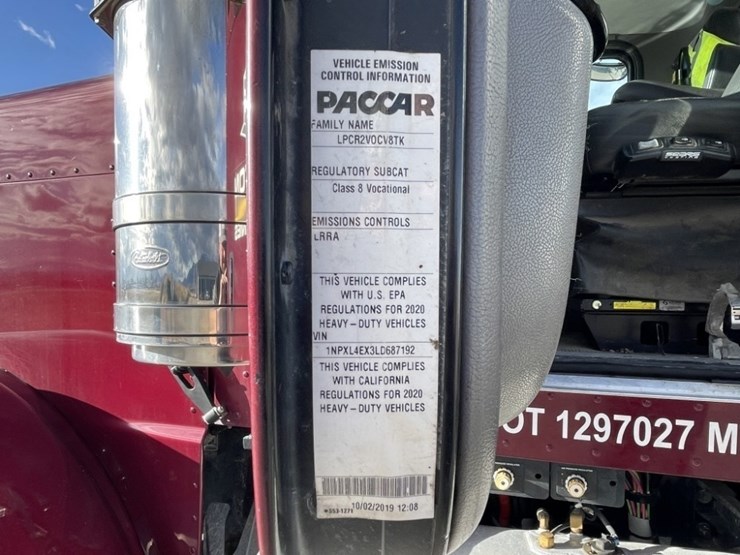 VEHICLE EMISSION
CONTROL INFORMATION
PACCAR
FAMILY NAME
LPCR2VOCV8TK
REGULATORY SUBCAT
Class 8 Vocational
EMISSIONS CONTROLS
LRRA
THIS VEHICLE COMPLIES
WITH U.S. EPA
REGULATIONS FOR 2020
HEAVY-DUTY VEHICLES
VIN
1NPXL4EX3LD687192
THIS VEHICLE COMPLIES
WITH CALIFORNIA
REGULATIONS FOR 2020
HEAVY-DUTY VEHICLES
10/02/2019 12:08
Peterbilt
OT 1297027 M